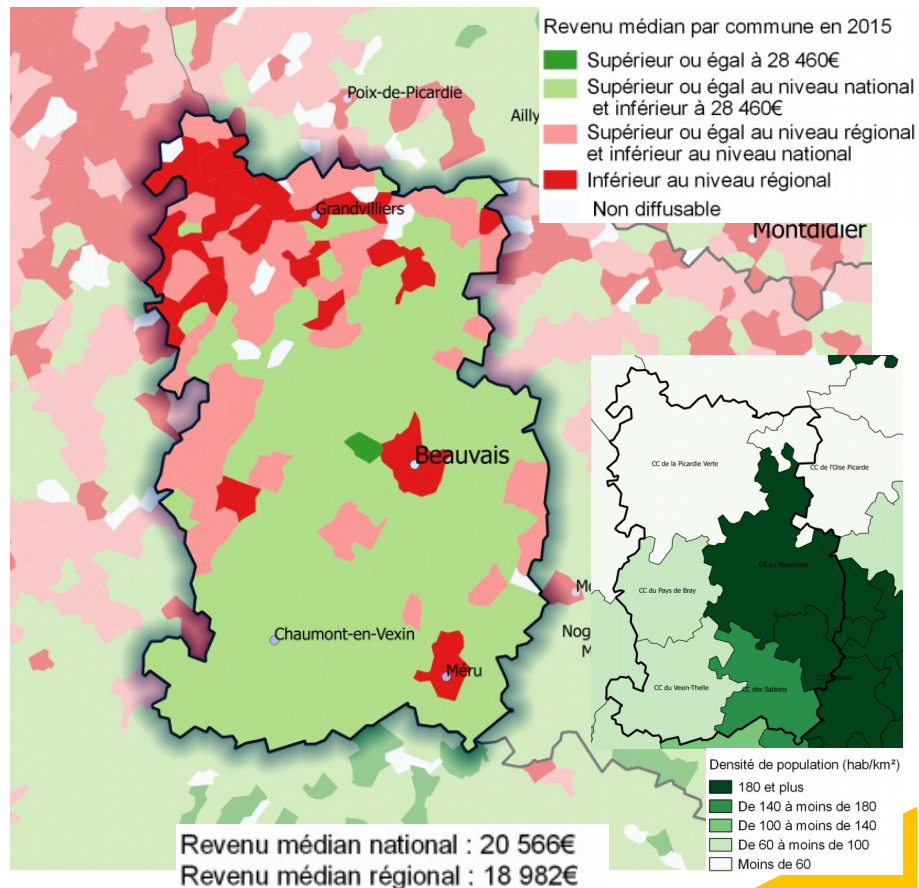 Revenu médian par commune en 2015
Supérieur ou égal à 28 460€
Supérieur ou égal au niveau national
et inférieur à 28 460€
Supérieur ou égal au niveau régional
et inférieur au niveau national
Inférieur au niveau régional
Non diffusable
Poix-de-Picardie
Ailly
Grandvilliers
Montdidier
Beauvais
Mo
Nog
M
Chaumont-en-Vexin
Méru
CC de la Picardie Verte
CC de l'Oise Picarde
CA du Beauvaisis
CC du Pays de Bray
CC du Vexin-Thelle
CC des Sablons
CC
Densité de population (hab/km²)
180 et plus
De 140 à moins de 180
De 100 à moins de 140
De 60 à moins de 100
Moins de 60
Revenu médian national : 20 566€
Revenu médian régional : 18 982€